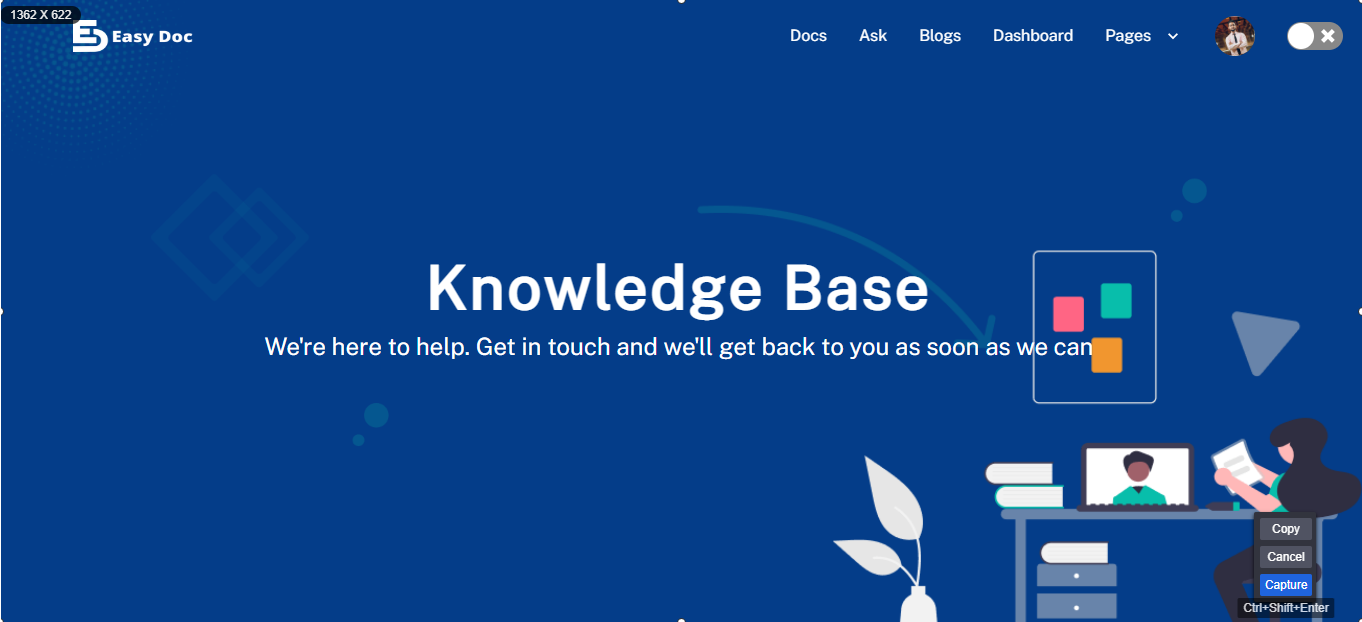 1362 X 622
Easy Doc
Docs Ask Blogs Dashboard Pages
Knowledge Base
We're here to help. Get in touch and we'll get back to you as soon as we can
Copy
Cancel
Capture
Ctrl+Shift+Enter